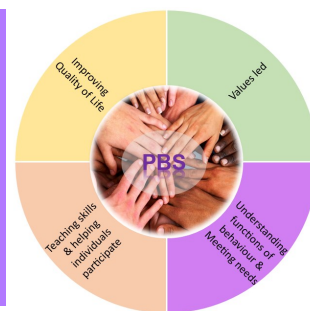 Improving
Quality of Life
Values led
PBS
Teaching skills
& helping
individuals
participate
Understanding
functions of
behaviour &
Meeting needs